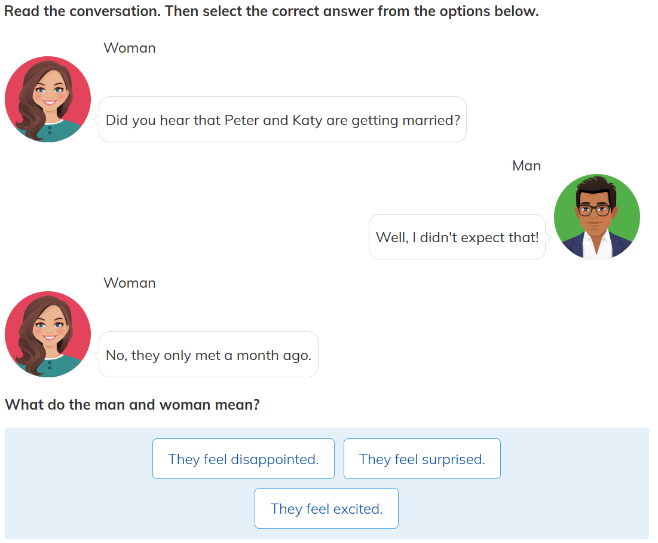 Read the conversation. Then select the correct answer from the options below.
Woman
Did you hear that Peter and Katy are getting married?
Man
Well, I didn't expect that!
Woman
No, they only met a month ago.
What do the man and woman mean?
They feel disappointed.
They feel surprised.
They feel excited.